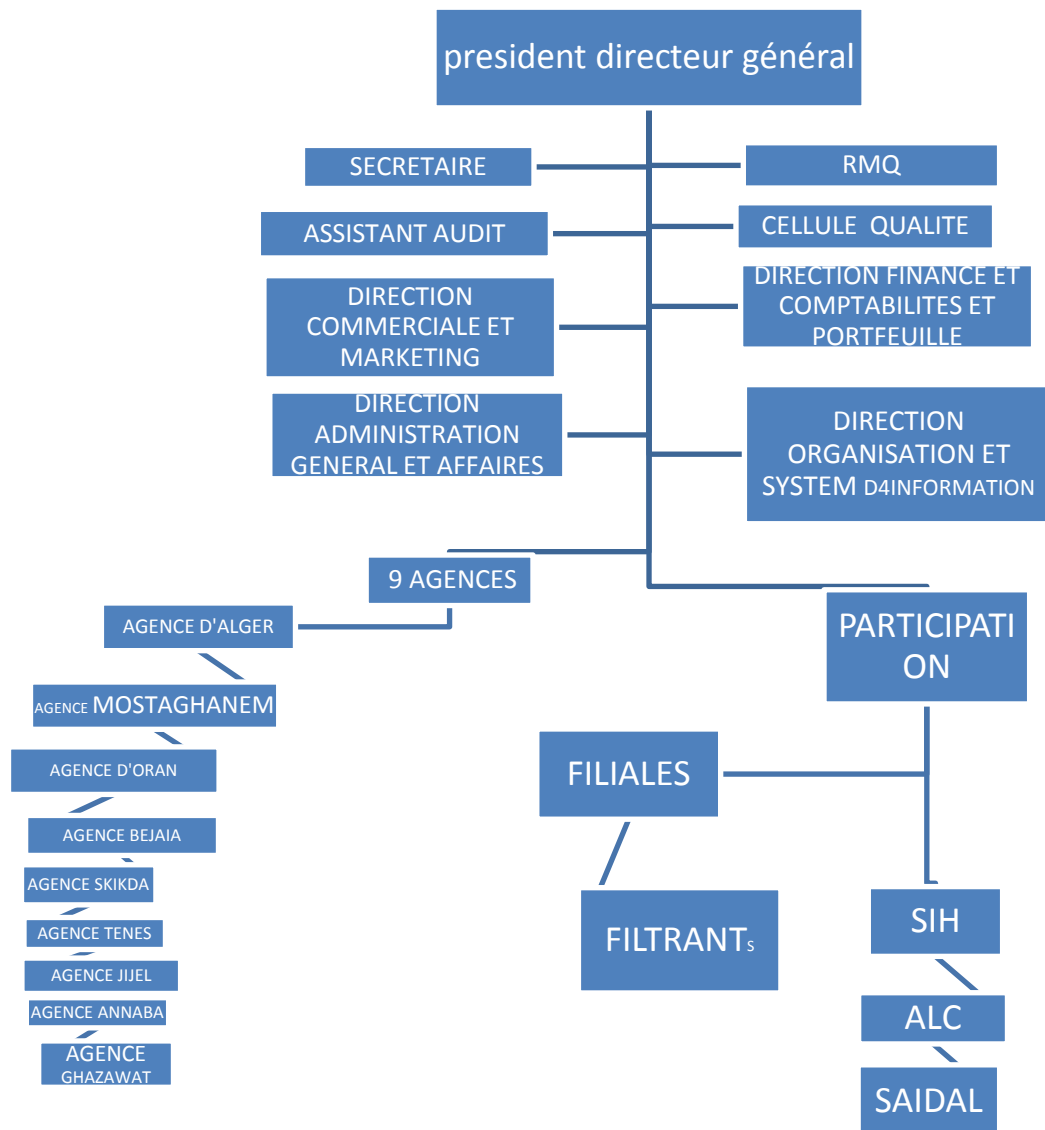 president directeur général
SECRETAIRE
RMQ
ASSISTANT AUDIT
CELLULE QUALITE
DIRECTION
COMMERCIALE ET
MARKETING
DIRECTION FINANCE ET
COMPTABILITES ET
PORTFEUILLE
DIRECTION
ADMINISTRATION
GENERAL ET AFFAIRES
DIRECTION
ORGANISATION ET
SYSTEM D4INFORMATION
9 AGENCES
AGENCE D'ALGER
AGENCE MOSTAGHANEM
AGENCE D'ORAN
AGENCE BEJAIA
AGENCE SKIKDA
AGENCE TENES
AGENCE JIJEL
AGENCE ANNABA
AGENCE
GHAZAWAT
PARTICIPATI
ON
FILIALES
FILTRANTS
SIH
ALC
SAIDAL